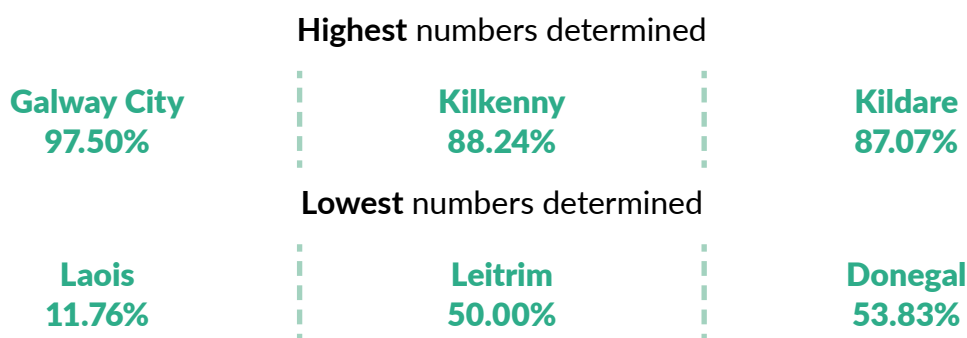 Highest numbers determined
Galway City
97.50%
Kilkenny
88.24%
Kildare
87.07%
Lowest numbers determined
Laois
11.76%
Leitrim
50.00%
Donegal
53.83%